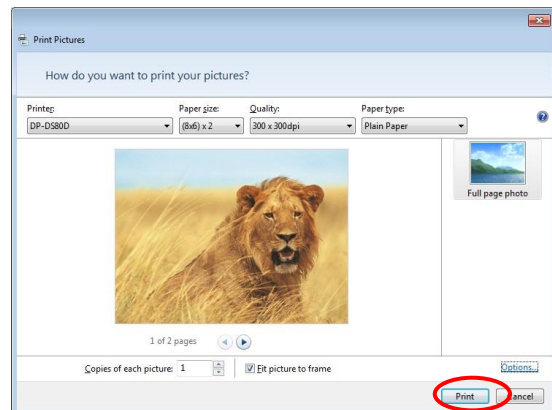 Print Pictures
How do you want to print your pictures?
Printer: Paper size: Quality: Paper type:
DP-DS80D (8x6) x 2 300 x 300dpi Plain Paper
Full page photo
1 of 2 pages
Copies of each picture: 1 Fit picture to frame Options...
Print Cancel